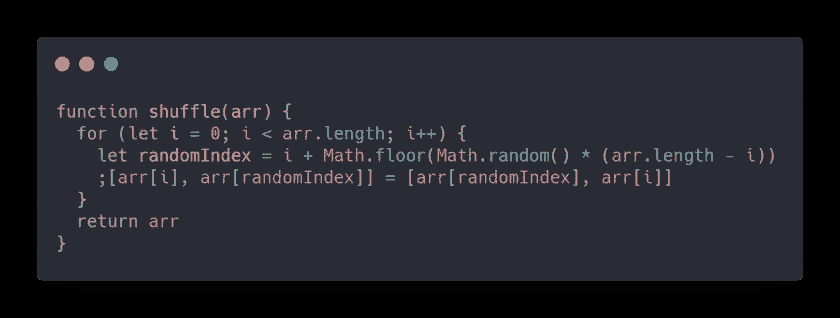 function shuffle(arr) {
  for (let i = 0; i < arr.length; i++) {
    let randomIndex = i + Math.floor(Math.random() * (arr.length - i))
    ;[arr[i], arr[randomIndex]] = [arr[randomIndex], arr[i]]
  }
  return arr
}